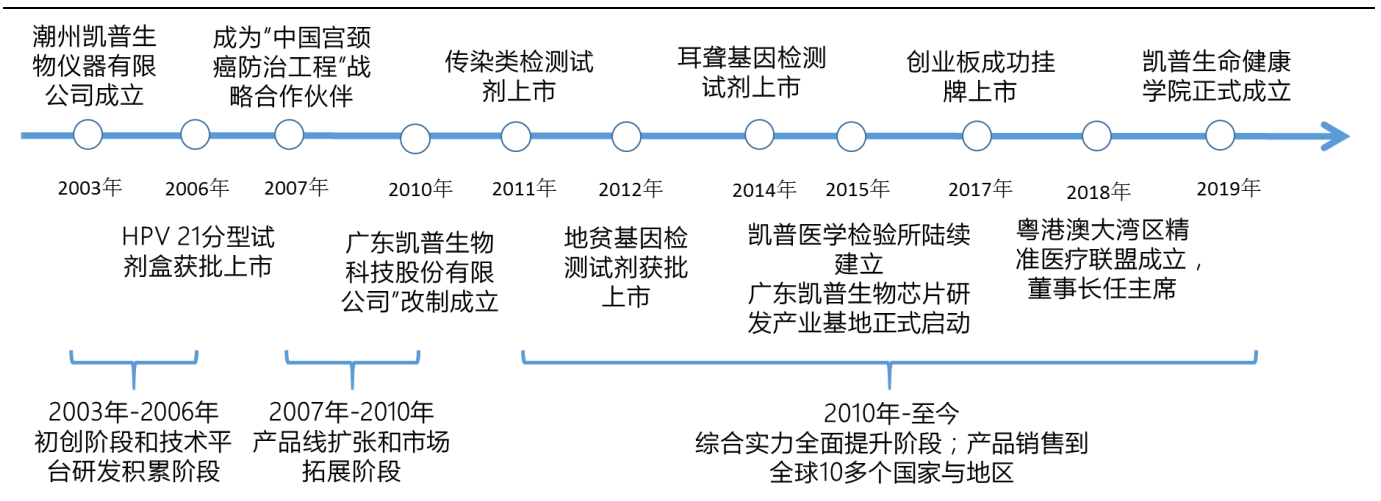 潮州凯普生
物仪器有限
公司成立
成为"中国宫颈
癌防治工程"战
略合作伙伴
传染类检测试
剂上市
耳聋基因检测
试剂上市
创业板成功挂
牌上市
凯普生命健康
学院正式成立
2003年
2006年
2007年
2010年
2011年
2012年
2014年
2015年
2017年
2018年
2019年
HPV 21分型试
剂盒获批上市
广东凯普生物
科技股份有限
公司”改制成立
地贫基因检
测试剂获批
上市
凯普医学检验所陆续
建立
广东凯普生物芯片研
发产业基地正式启动
粤港澳大湾区精
准医疗联盟成立，
董事长任主席
2003年-2006年
初创阶段和技术平
台研发积累阶段
2007年-2010年
产品线扩张和市场
拓展阶段
2010年-至今
综合实力全面提升阶段；产品销售到
全球10多个国家与地区